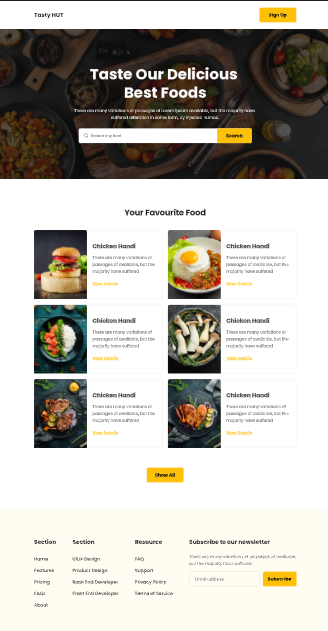 Tasty HUT
Sign Up
Taste Our Delicious
Best Foods
There are many variations of passages of Lorem Ipsum available, but the majority have
suffered alteration in some form, by injected humour.
Search any food
Search
Your Favourite Food
Chicken Handi
There are many variations of
passages of available, but the
majority have suffered
View Details
Chicken Handi
There are many variations of
passages of available, but the
majority have suffered
View Details
Chicken Handi
There are many variations of
passages of available, but the
majority have suffered
View Details
Chicken Handi
There are many variations of
passages of available, but the
majority have suffered
View Details
Chicken Handi
There are many variations of
passages of available, but the
majority have suffered
View Details
Chicken Handi
There are many variations of
passages of available, but the
majority have suffered
View Details
Show All
Section
Home
Features
Pricing
FAQs
About
Section
UI/UX Design
Product Design
Back End Developer
Front End Developer
Resource
FAQ
Support
Privacy Policy
Terms of Service
Subscribe to our newsletter
There are many variations of passages of available,
but the majority have suffered
Email address
Subscribe